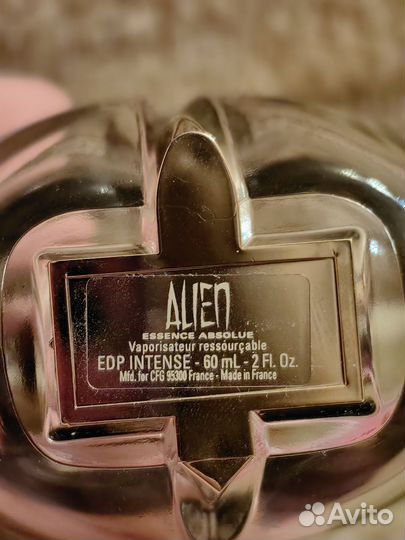 ALIEN
ESSENCE ABSOLUE
Vaporisateur ressourçable
EDP INTENSE - 60 mL - 2 Fl. Oz.
Mfd. for CFG 95300 France - Made in France
Avito